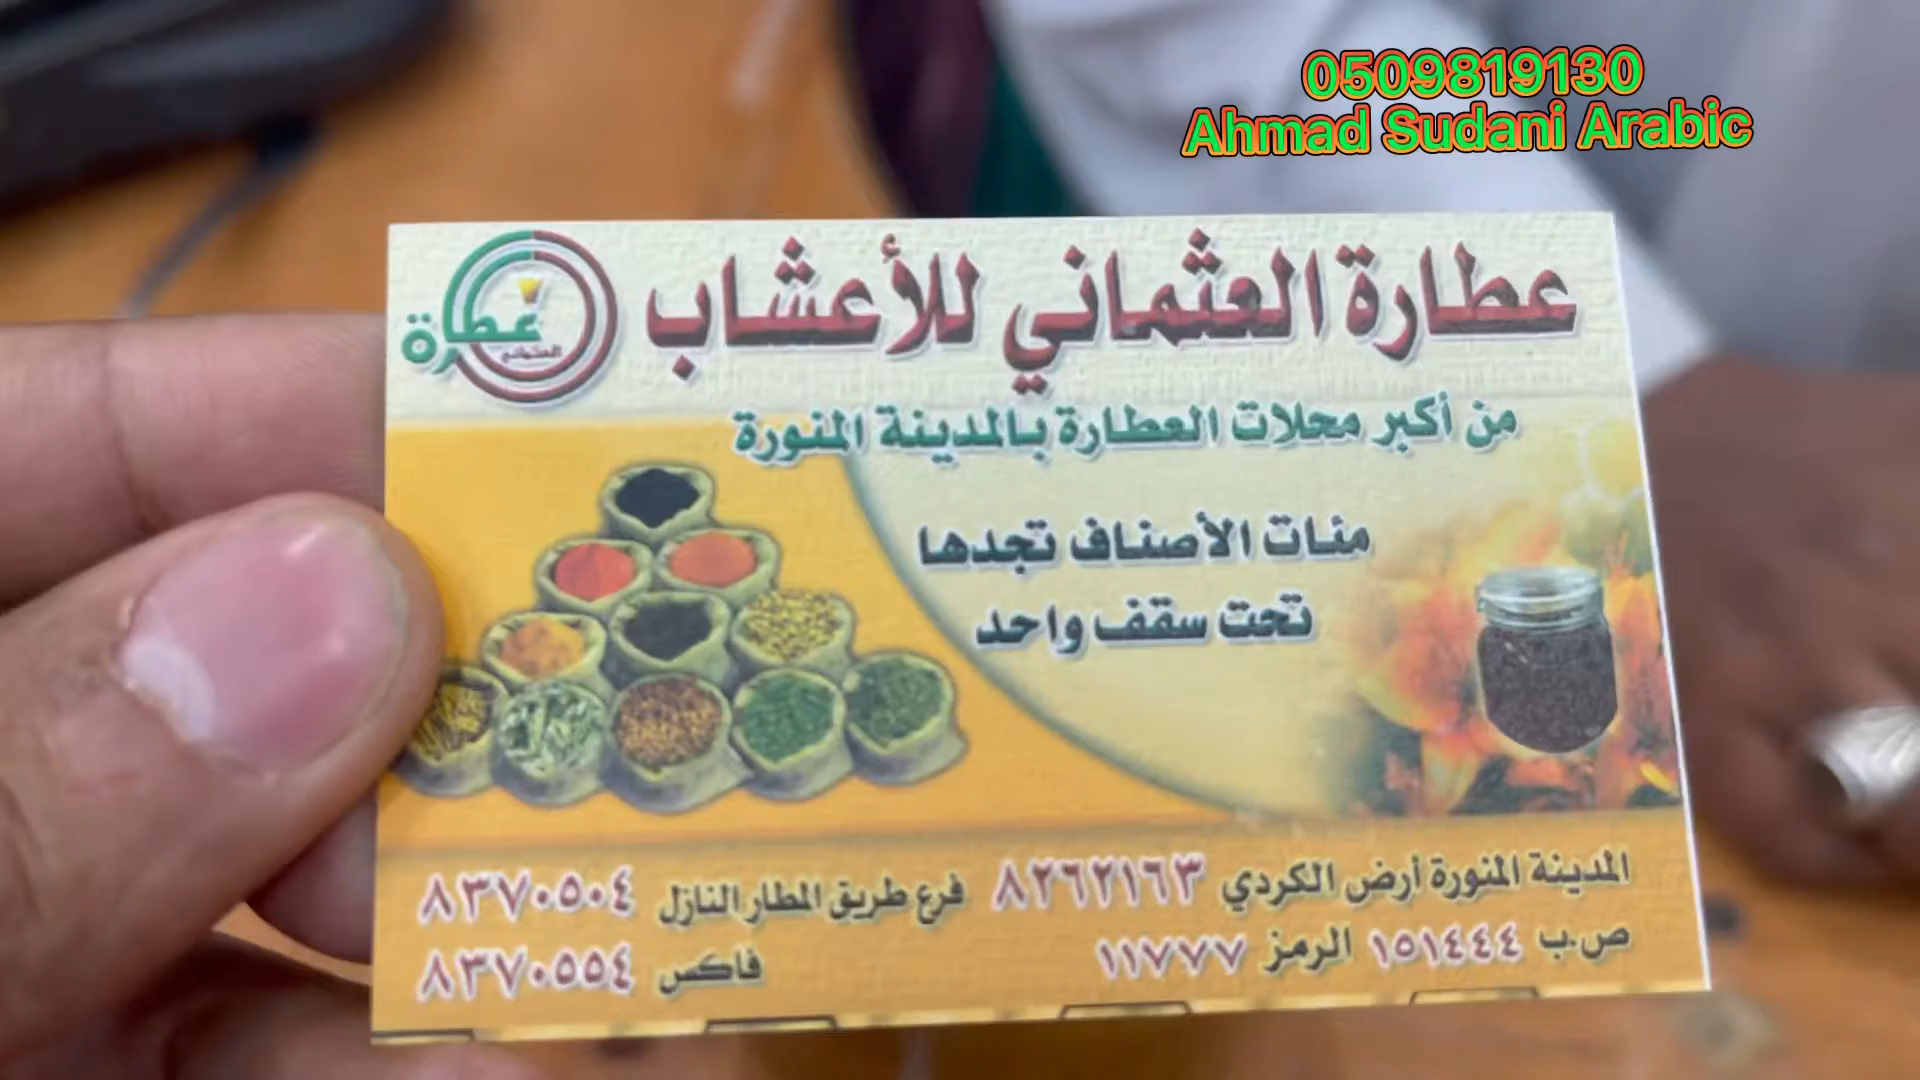 0509819130
Ahmad Sudani Arabic
عطارة العثماني للأعشاب
عطارة
العثماني
من أكبر محلات العطارة بالمدينة المنورة
مئات الأصناف تجدها
تحت سقف واحد
المدينة المنورة أرض الكردي ٨٢٦٢١٦٣ فرع طريق المطار النازل ٨٣٧٠٥٠٤
ص.ب ١٥١٤٤٤ الرمز ١١٧٧٧ فاكس ٨٣٧٠٥٥٤